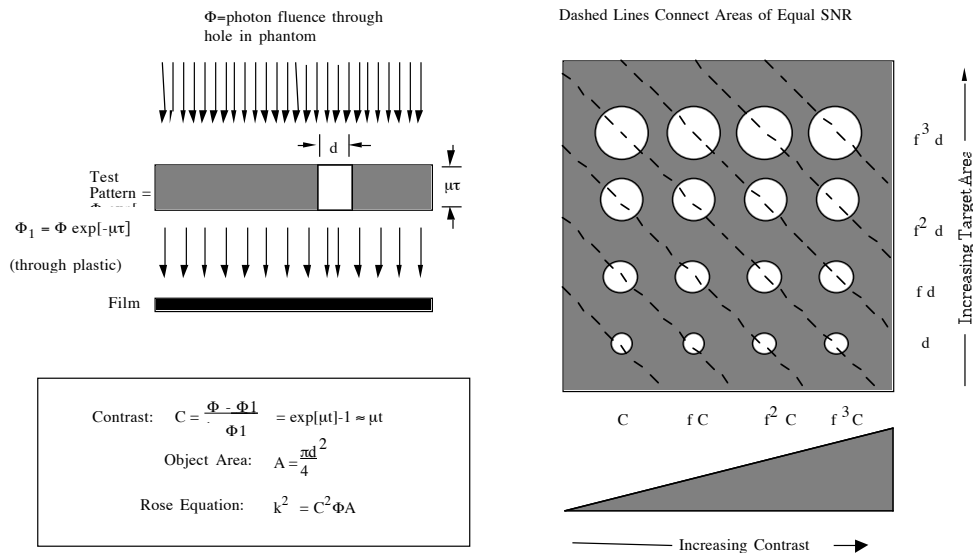 Φ=photon fluence through
hole in phantom
d
Test
Pattern =
μτ
Φ1 = Φ exp[-μτ]
(through plastic)
Film
Contrast: C = Φ - Φ1 / Φ1 = exp[μt]-1 ≈ μt
Object Area: A = πd² / 4
Rose Equation: k² = C²ΦA
Dashed Lines Connect Areas of Equal SNR
f³ d
f² d
f d
d
Increasing Target Area
C f C f² C f³ C
Increasing Contrast